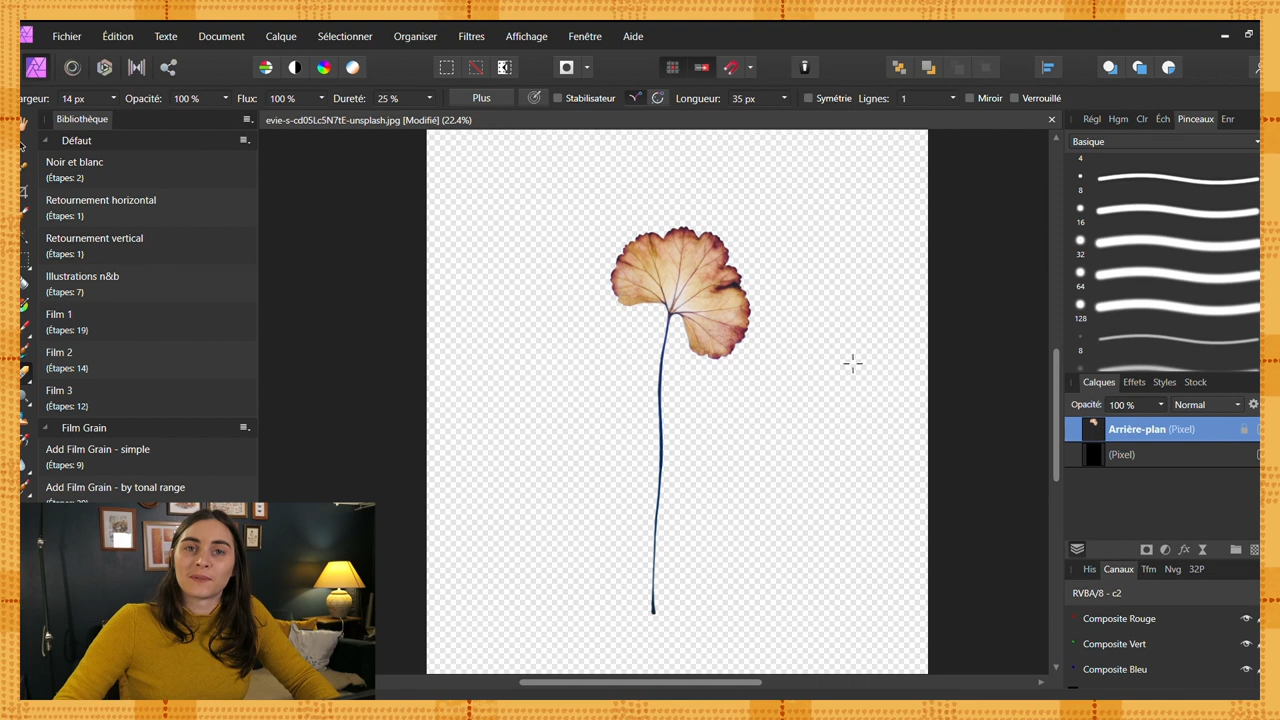 Fichier Édition Texte Document Calque Sélectionner Organiser Filtres Affichage Fenêtre Aide
argeur: 14 px Opacité: 100 % Flux: 100 % Dureté: 25 % Plus Stabilisateur Longueur: 35 px Symétrie Lignes: 1 Miroir Verrouillé
Bibliothèque
evie-s-cd05Lc5N7tE-unsplash.jpg [Modifié] (22.4%)
Défaut
Noir et blanc
(Étapes: 2)
Retournement horizontal
(Étapes: 1)
Retournement vertical
(Étapes: 1)
Illustrations n&b
(Étapes: 7)
Film 1
(Étapes: 19)
Film 2
(Étapes: 14)
Film 3
(Étapes: 12)
Film Grain
Add Film Grain - simple
(Étapes: 9)
Add Film Grain - by tonal range
Régl Hgm Clr Éch Pinceaux Enr
Basique
4
8
16
32
64
128
8
Calques Effets Styles Stock
Opacité: 100 % Normal
Arrière-plan (Pixel)
(Pixel)
fx
His Canaux Tfm Nvg 32P
RVBA/8 - c2
Composite Rouge
Composite Vert
Composite Bleu